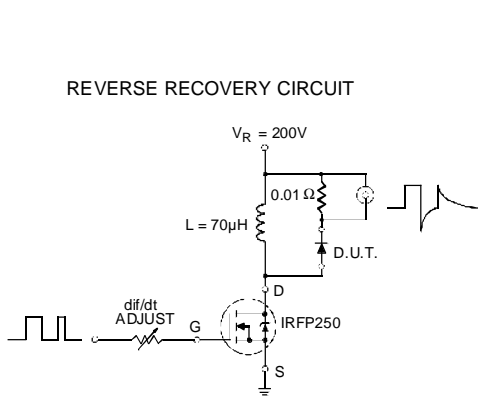 REVERSE RECOVERY CIRCUIT
VR = 200V
0.01 Ω
L = 70µH
D.U.T.
D
dif/dt
ADJUST
G
IRFP250
S